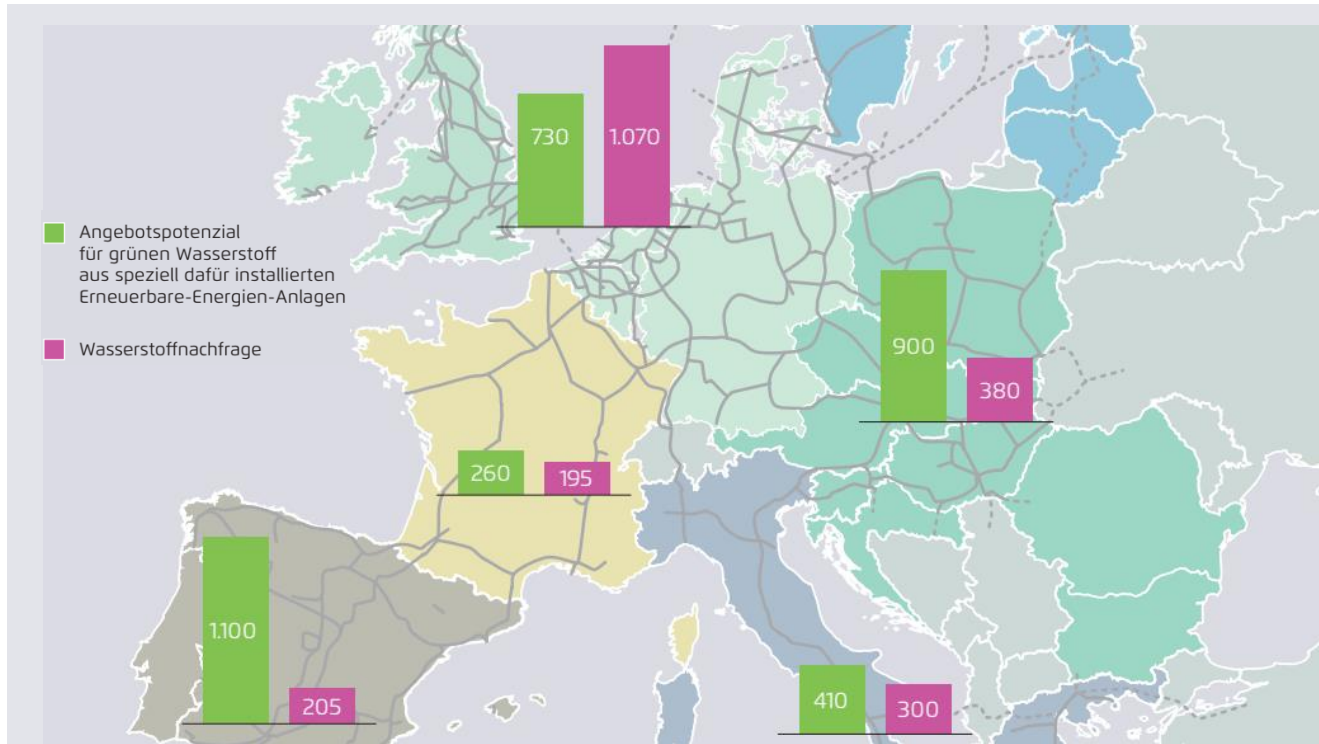 730
1.070
Angebotspotenzial
für grünen Wasserstoff
aus speziell dafür installierten
Erneuerbare-Energien-Anlagen
Wasserstoffnachfrage
900
380
260
195
1.100
205
410
300